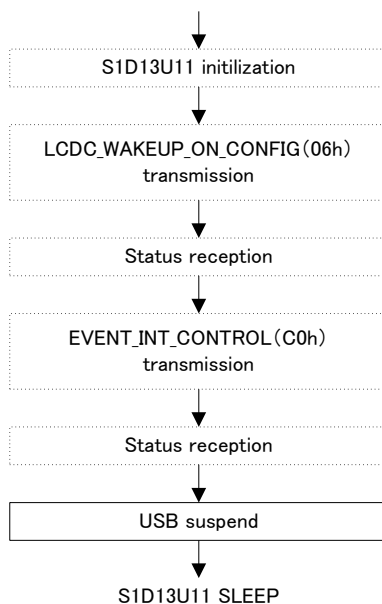 S1D13U11 initilization
LCDC_WAKEUP_ON_CONFIG(06h)
transmission
Status reception
EVENT_INT_CONTROL(C0h)
transmission
Status reception
USB suspend
S1D13U11 SLEEP